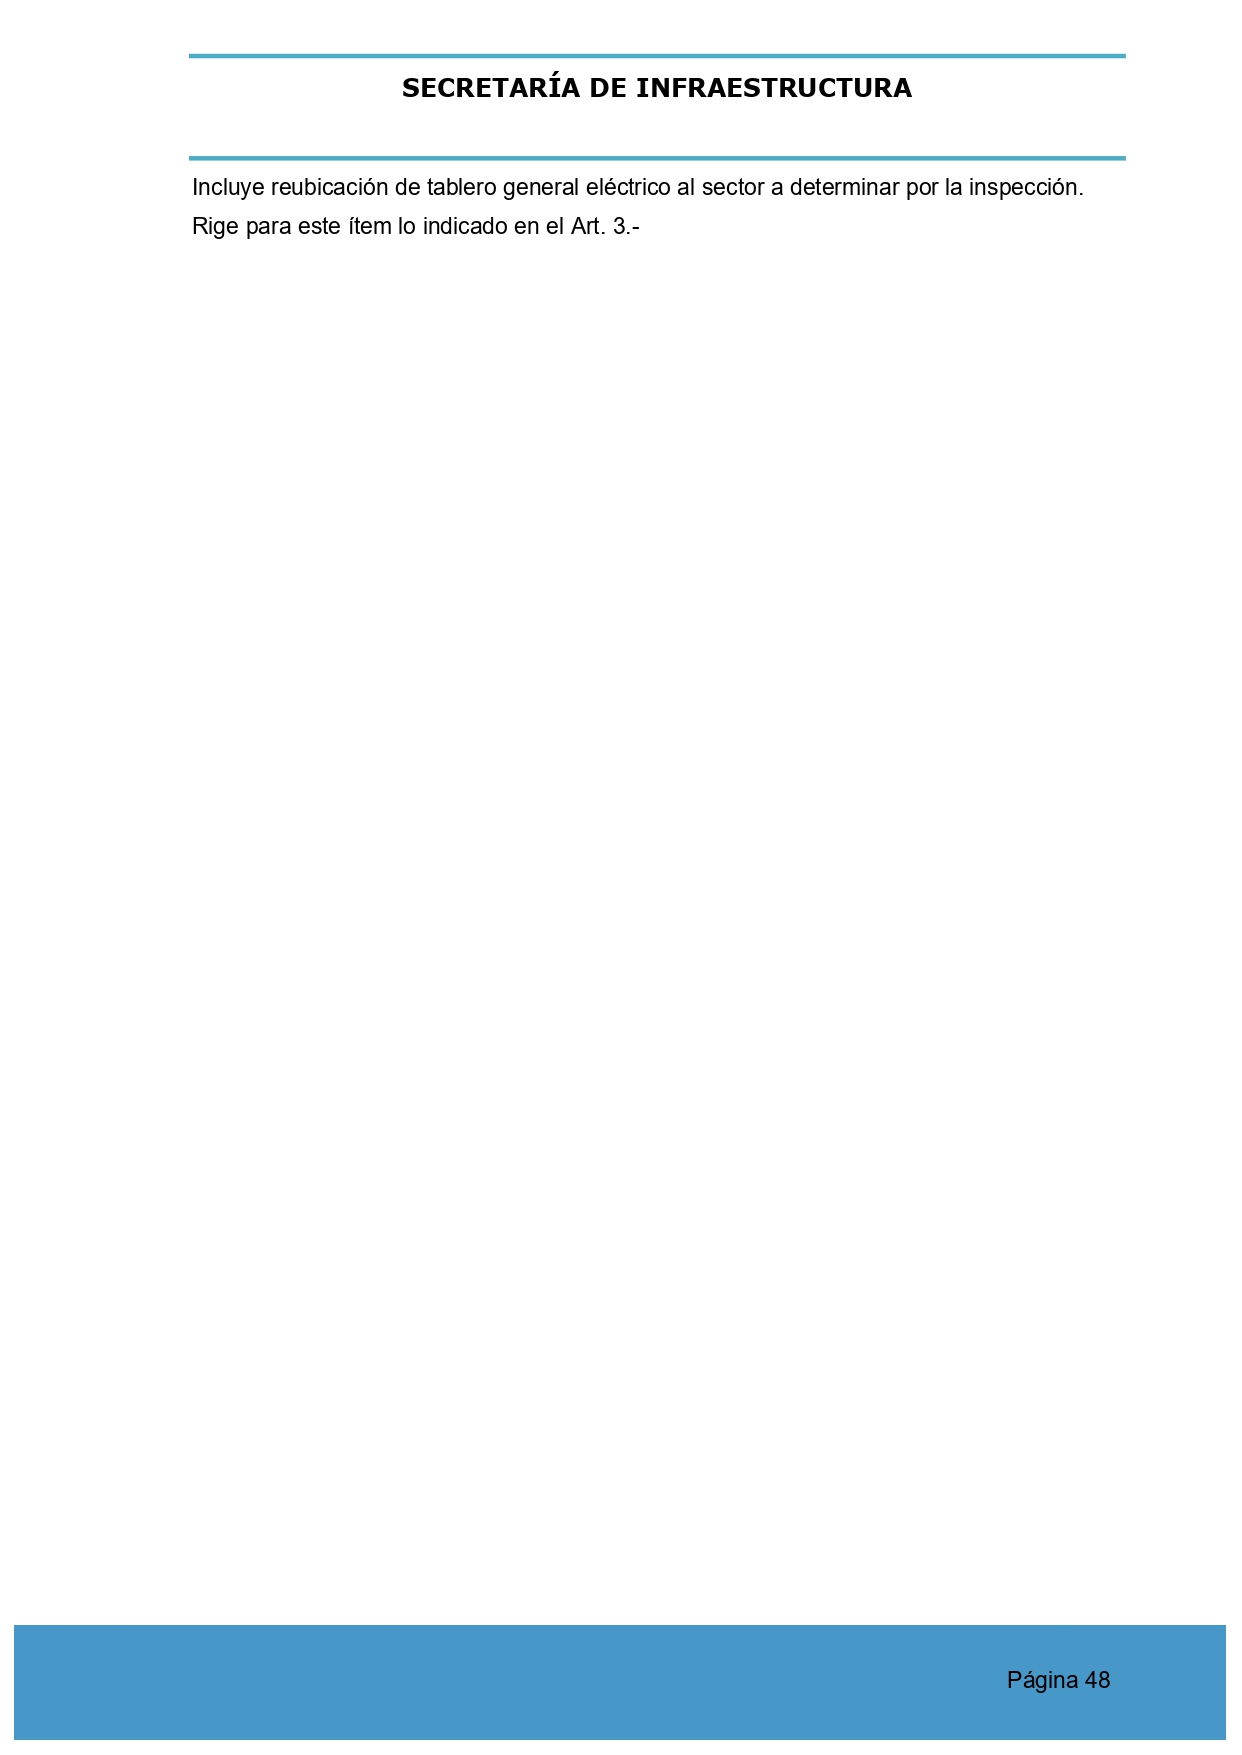 SECRETARÍA DE INFRAESTRUCTURA
Incluye reubicación de tablero general eléctrico al sector a determinar por la inspección.
Rige para este ítem lo indicado en el Art. 3.-
Página 48